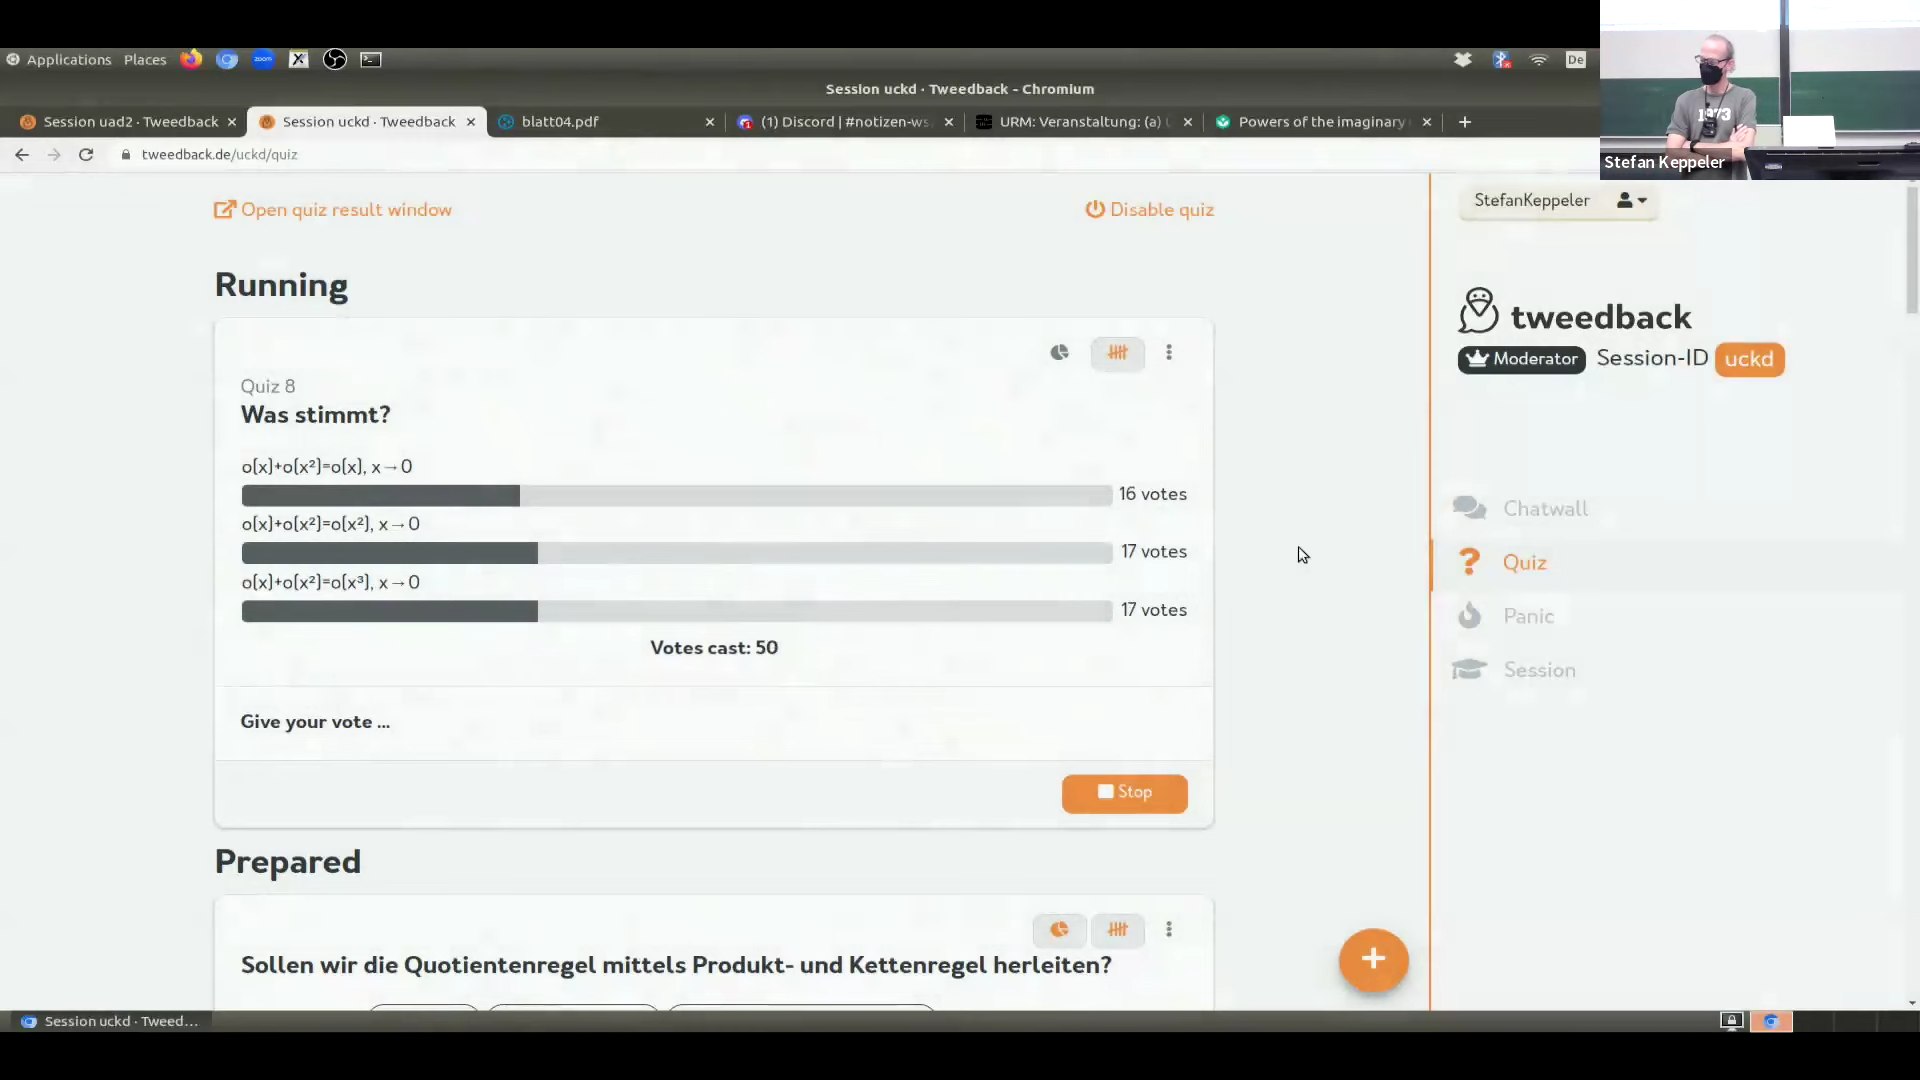 Applications Places zoom De
Session uckd · Tweedback - Chromium
Session uad2 · Tweedback
Session uckd · Tweedback
blatt04.pdf
(1) Discord | #notizen-ws
URM: Veranstaltung: (a)
Powers of the imaginary
tweedback.de/uckd/quiz
1973
Stefan Keppeler
Open quiz result window
Disable quiz
StefanKeppeler
Running
tweedback
Moderator Session-ID uckd
Quiz 8
Was stimmt?
o(x)+o(x²)=o(x), x→0
16 votes
o(x)+o(x²)=o(x²), x→0
17 votes
o(x)+o(x²)=o(x³), x→0
17 votes
Votes cast: 50
Give your vote ...
Stop
Chatwall
Quiz
Panic
Session
Prepared
Sollen wir die Quotientenregel mittels Produkt- und Kettenregel herleiten?
Session uckd · Tweed...